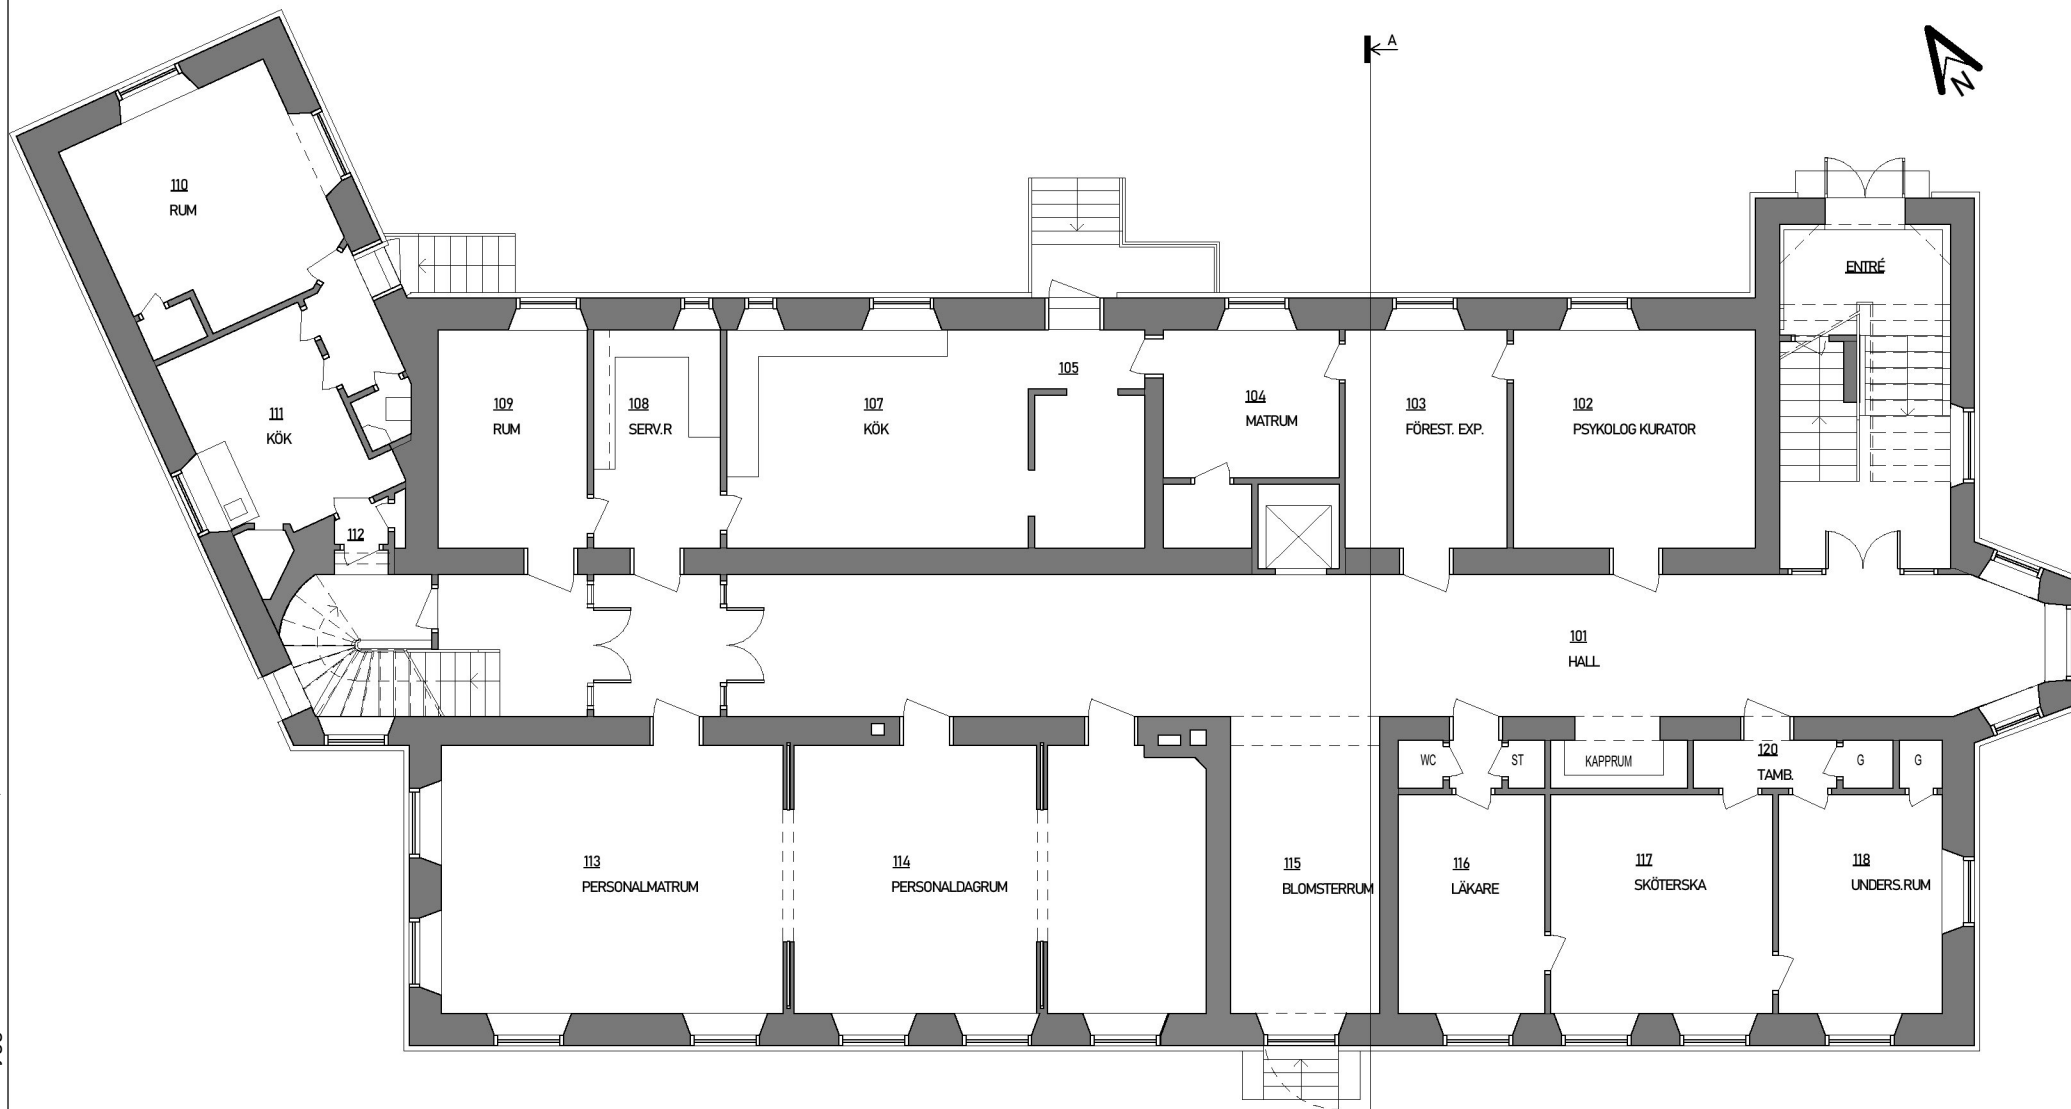 A
N
110
RUM
ENTRÉ
105
109
RUM
108
SERV.R
107
KÖK
104
MATRUM
103
FÖREST. EXP.
102
PSYKOLOG KURATOR
111
KÖK
112
101
HALL
WC
ST
KAPPRUM
120
TAMB.
G
G
113
PERSONALMATRUM
114
PERSONALDAGRUM
115
BLOMSTERRUM
116
LÄKARE
117
SKÖTERSKA
118
UNDERS.RUM